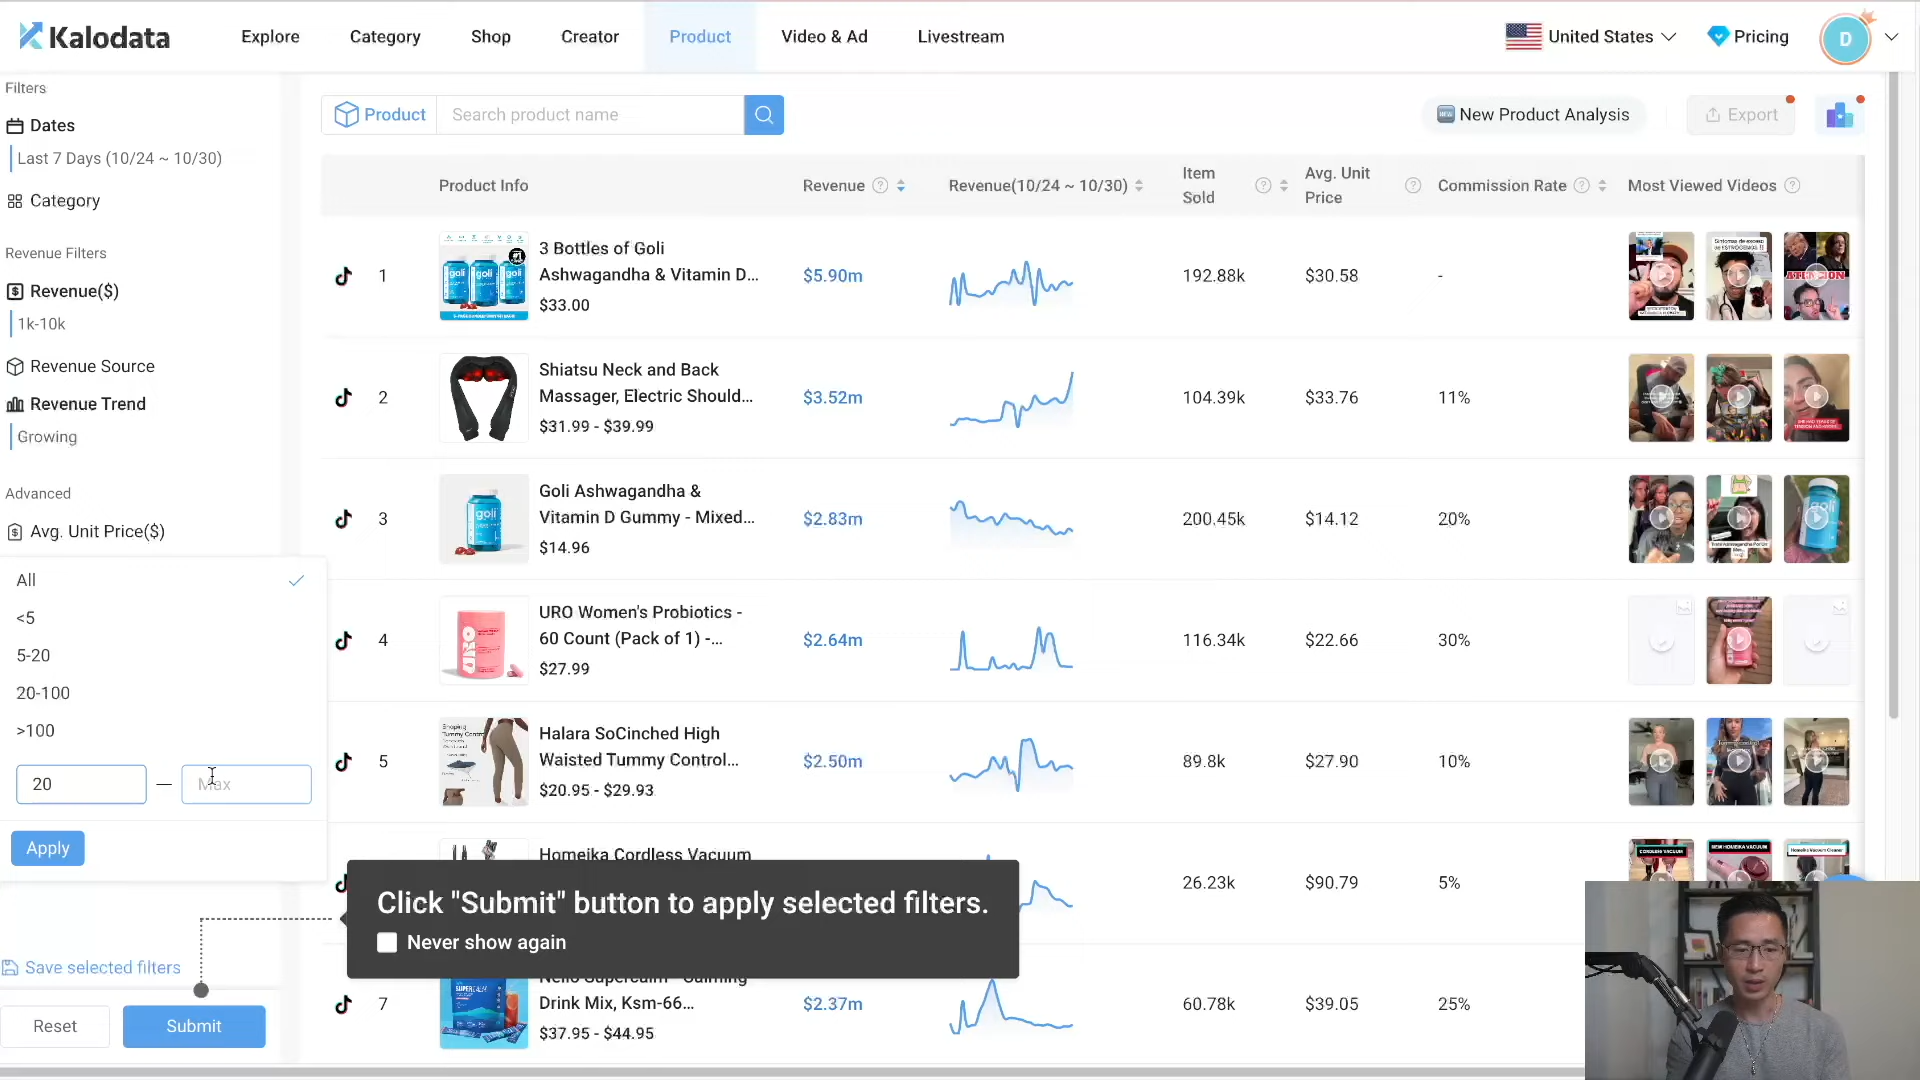 Kalodata
Explore
Category
Shop
Creator
Product
Video & Ad
Livestream
United States
Pricing
D
Filters
Dates
Last 7 Days (10/24 ~ 10/30)
Category
Revenue Filters
Revenue($)
1k-10k
Revenue Source
Revenue Trend
Growing
Advanced
Avg. Unit Price($)
All
<5
5-20
20-100
>100
20 — Max
Apply
Save selected filters
Reset
Submit
Product
Search product name
New Product Analysis
Export
Product Info
Revenue
Revenue(10/24 ~ 10/30)
Item
Sold
Avg. Unit
Price
Commission Rate
Most Viewed Videos
1
3 Bottles of Goli
Ashwagandha & Vitamin D...
$33.00
$5.90m
192.88k
$30.58
-
2
Shiatsu Neck and Back
Massager, Electric Should...
$31.99 - $39.99
$3.52m
104.39k
$33.76
11%
3
Goli Ashwagandha &
Vitamin D Gummy - Mixed...
$14.96
$2.83m
200.45k
$14.12
20%
4
URO Women's Probiotics -
60 Count (Pack of 1) -...
$27.99
$2.64m
116.34k
$22.66
30%
5
Halara SoCinched High
Waisted Tummy Control...
$20.95 - $29.93
$2.50m
89.8k
$27.90
10%
Homeika Cordless Vacuum
26.23k
$90.79
5%
Click "Submit" button to apply selected filters.
Never show again
7
Drink Mix, Ksm-66...
$37.95 - $44.95
$2.37m
60.78k
$39.05
25%